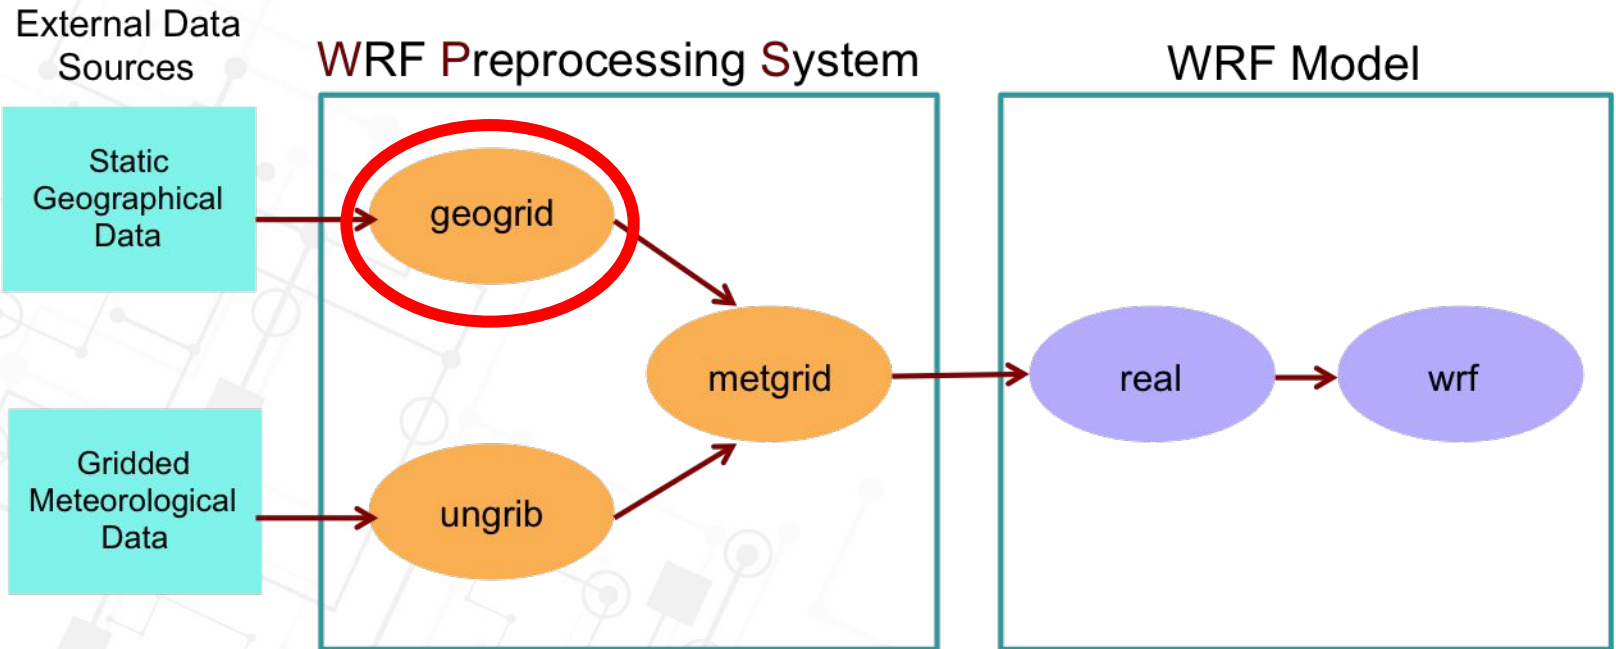 External Data
Sources
WRF Preprocessing System
WRF Model
Static
Geographical
Data
geogrid
metgrid
real
wrf
Gridded
Meteorological
Data
ungrib